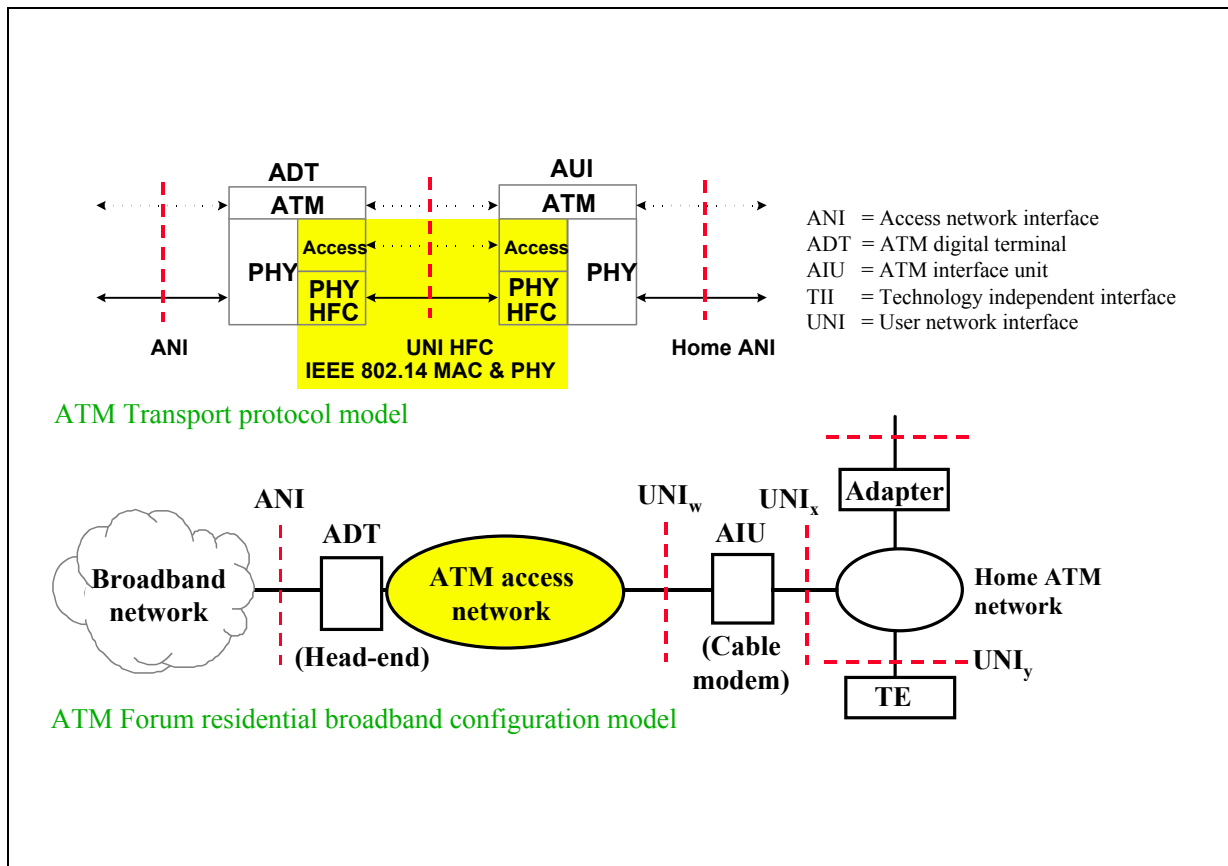 ADT
AUI
ATM
ATM
Access
Access
PHY
PHY
PHY
HFC
PHY
HFC
ANI
UNI HFC
IEEE 802.14 MAC & PHY
Home ANI
ANI = Access network interface
ADT = ATM digital terminal
AIU = ATM interface unit
TII = Technology independent interface
UNI = User network interface
ATM Transport protocol model
ANI
ADT
UNIw
AIU
UNIx
Adapter
Broadband
network
ATM access
network
Home ATM
network
(Head-end)
(Cable
modem)
UNIy
TE
ATM Forum residential broadband configuration model